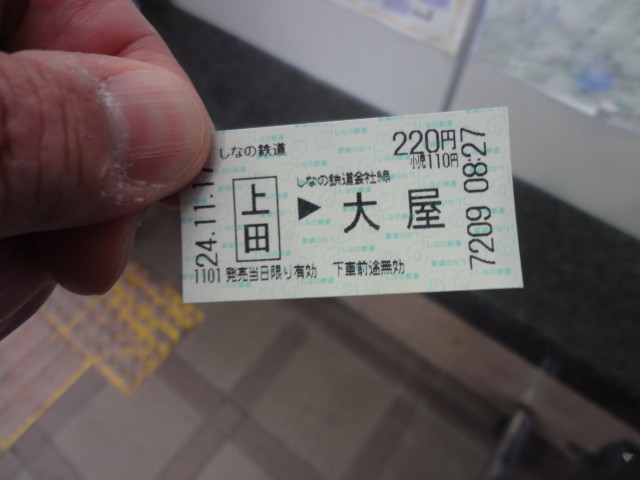 しなの鉄道
220円
小児110円
しなの鉄道会社線
上田▶大屋
24.11.17
7209 08:27
1101 発売当日限り有効 下車前途無効